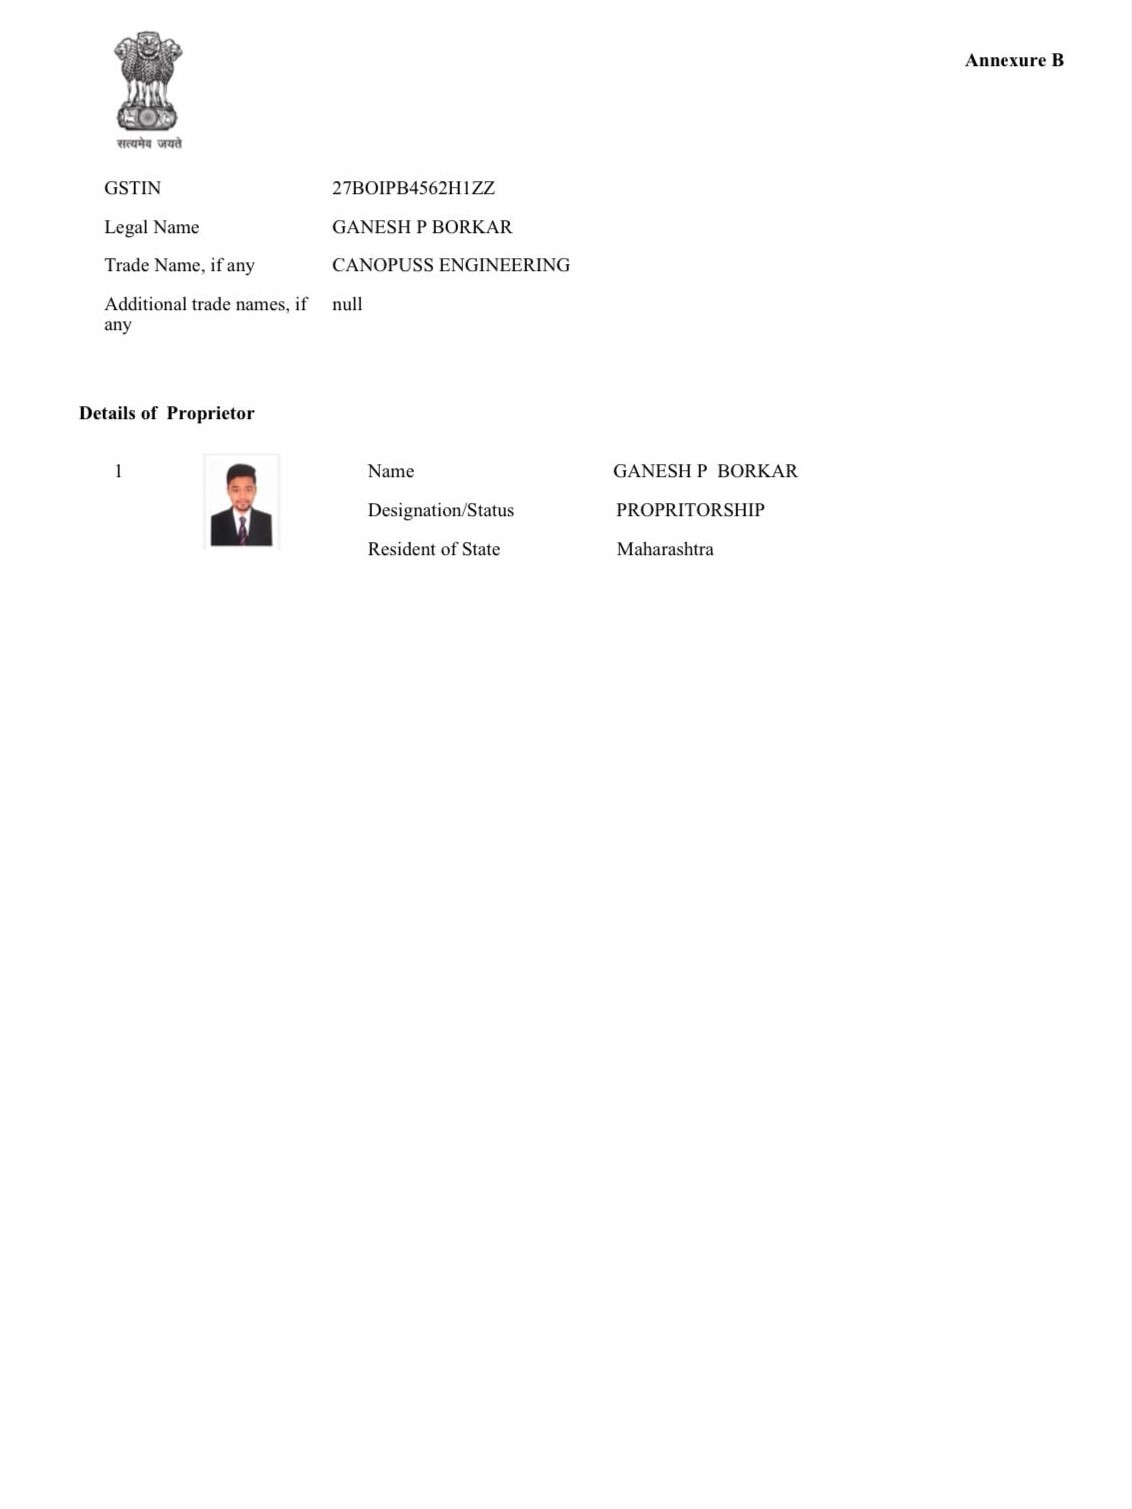 Annexure B
सत्यमेव जयते
GSTIN 27BOIPB4562H1ZZ
Legal Name GANESH P BORKAR
Trade Name, if any CANOPUSS ENGINEERING
Additional trade names, if null
any
Details of Proprietor
1 Name GANESH P BORKAR
Designation/Status PROPRITORSHIP
Resident of State Maharashtra